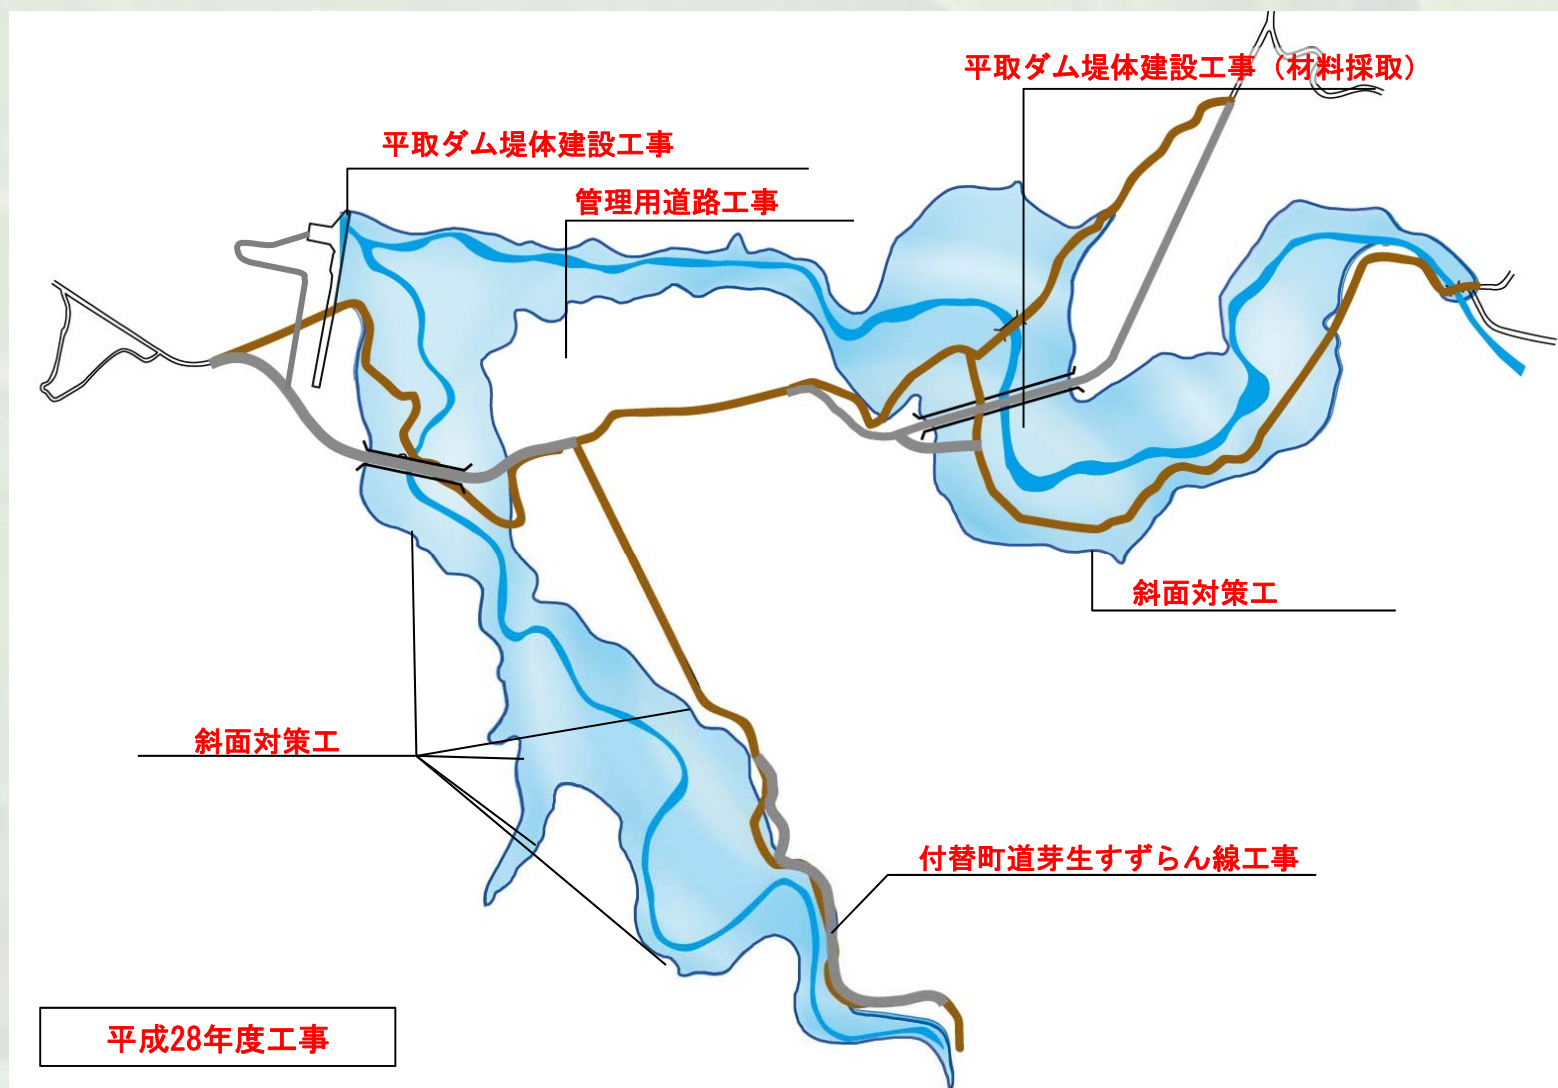 平取ダム堤体建設工事（材料採取）
平取ダム堤体建設工事
管理用道路工事
斜面対策工
斜面対策工
付替町道芽生すずらん線工事
平成28年度工事